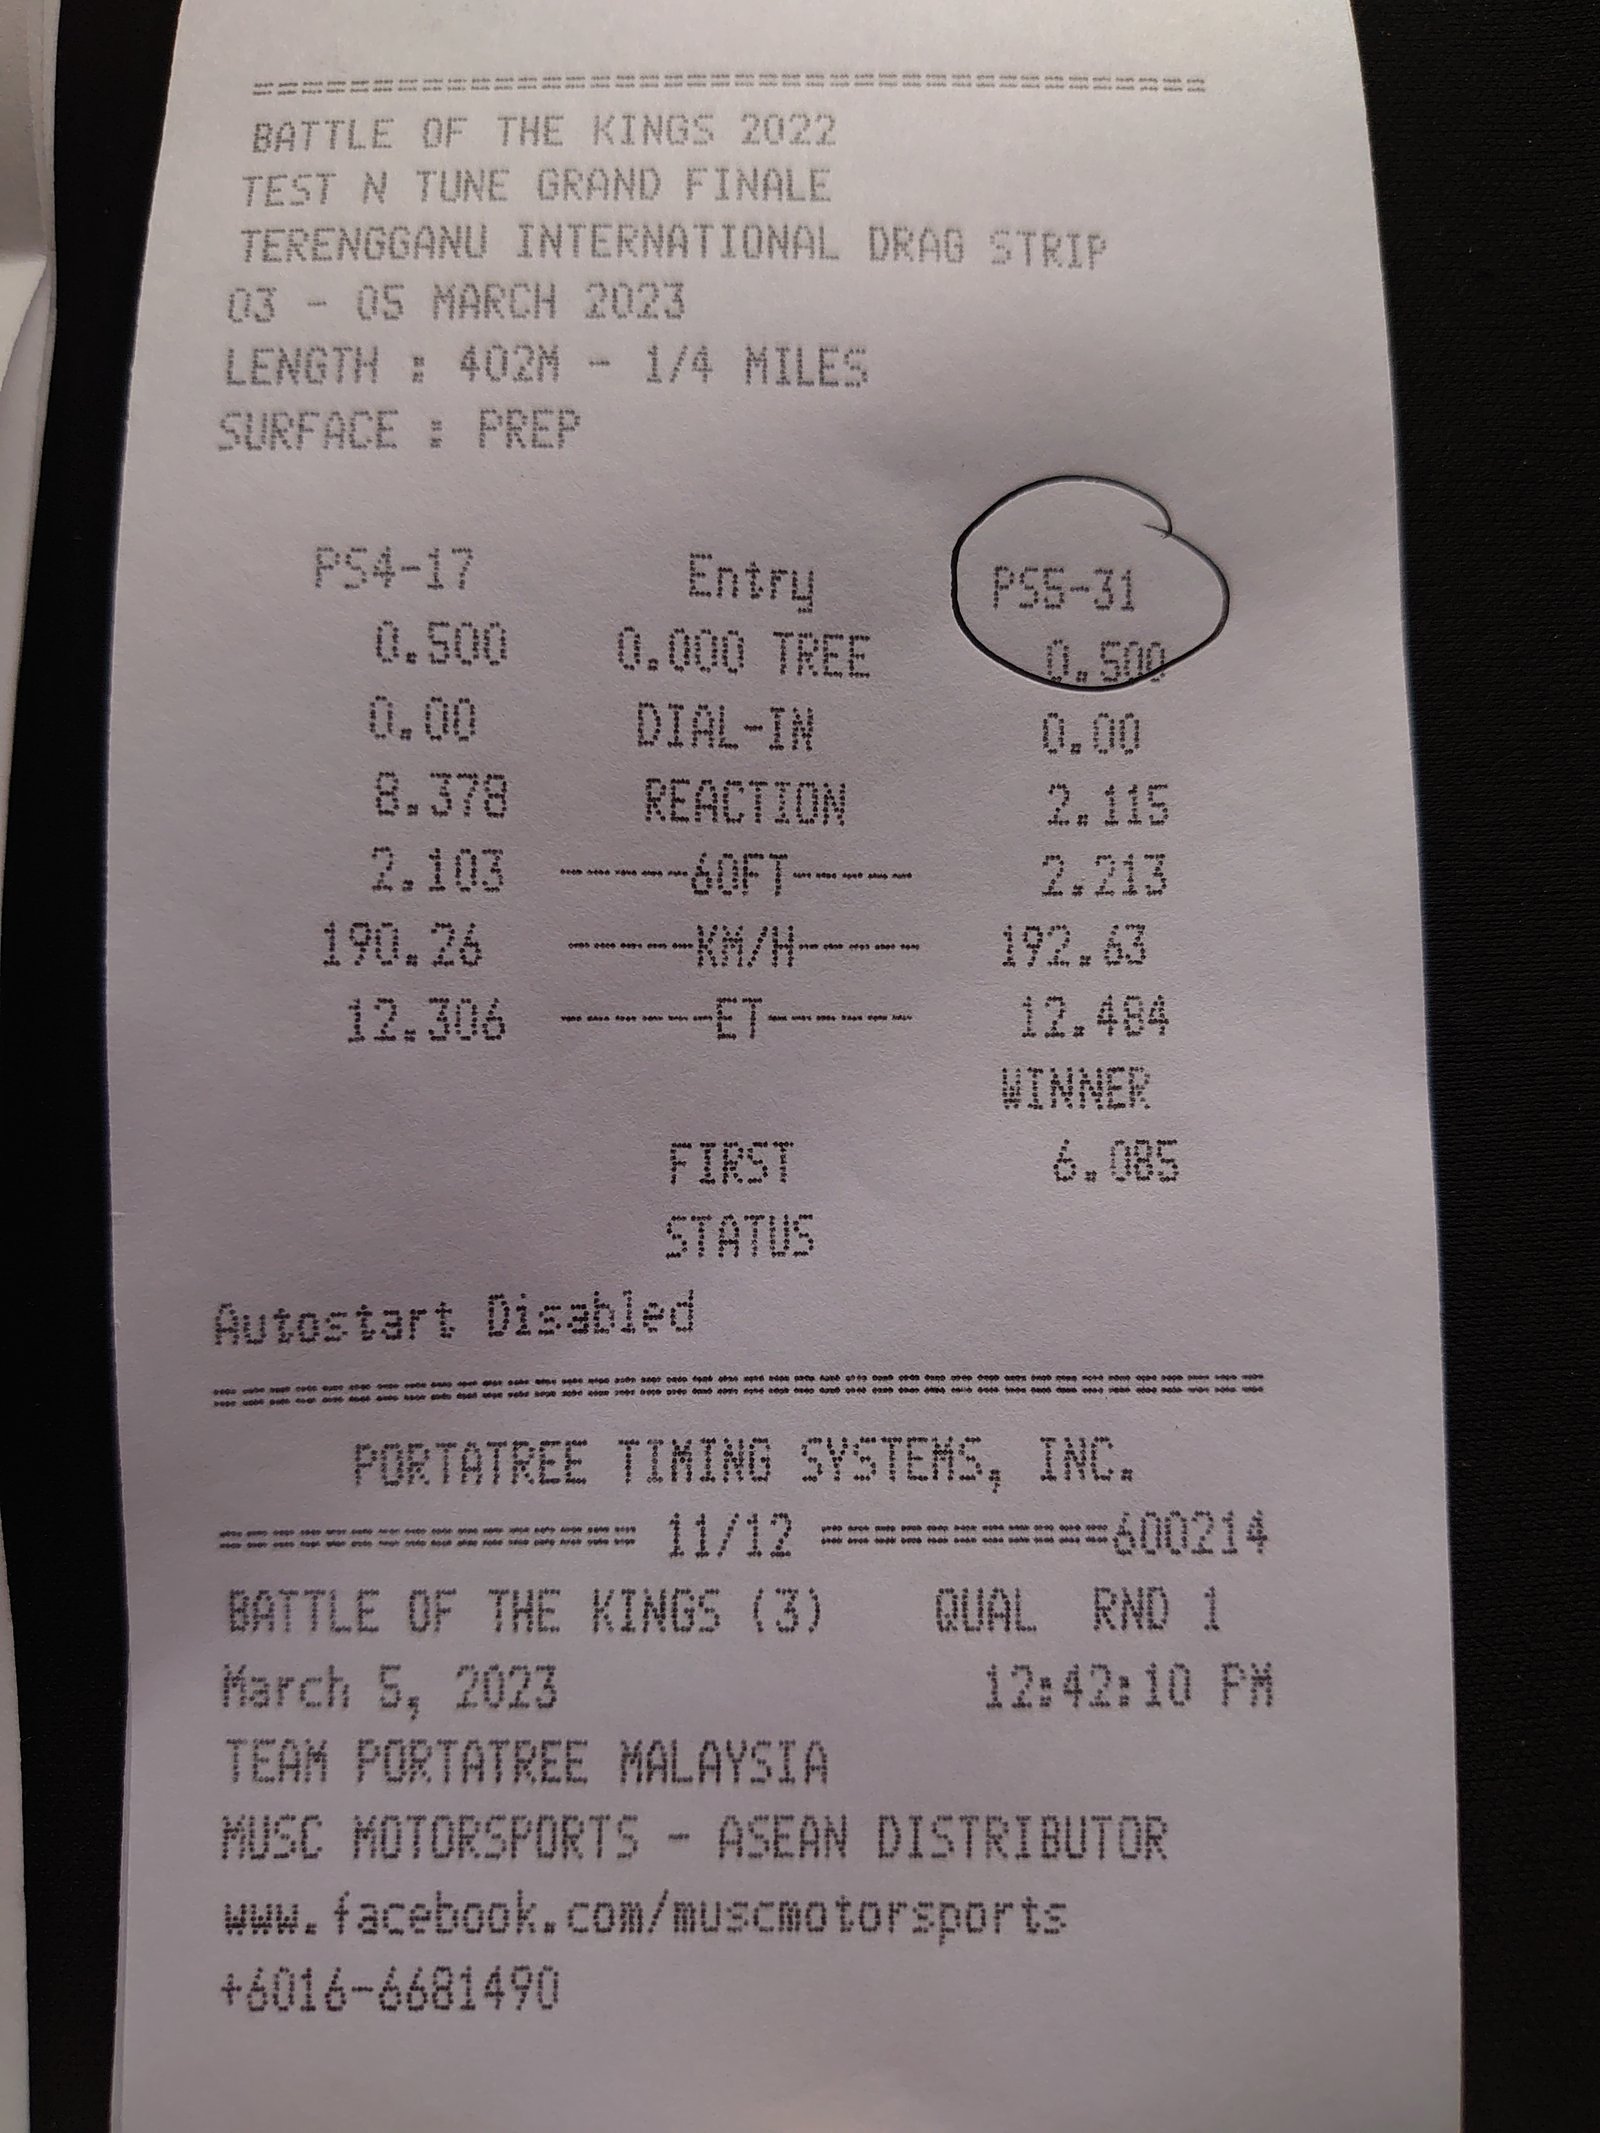 ========================================
BATTLE OF THE KINGS 2022
TEST N TUNE GRAND FINALE
TERENGGANU INTERNATIONAL DRAG STRIP
03 - 05 MARCH 2023
LENGTH : 402M - 1/4 MILES
SURFACE : PREP
PS4-17 Entry PS5-31
0.500 0.000 TREE 0.500
0.00 DIAL-IN 0.00
8.378 REACTION 2.115
2.103 -----60FT----- 2.213
190.26 -----KM/H----- 192.63
12.306 ------ET------ 12.484
WINNER
FIRST 6.085
STATUS
Autostart Disabled
========================================
PORTATREE TIMING SYSTEMS, INC.
================ 11/12 ===========600214
BATTLE OF THE KINGS (3) QUAL RND 1
March 5, 2023 12:42:10 PM
TEAM PORTATREE MALAYSIA
MUSC MOTORSPORTS - ASEAN DISTRIBUTOR
www.facebook.com/muscmotorsports
+6016-6681490